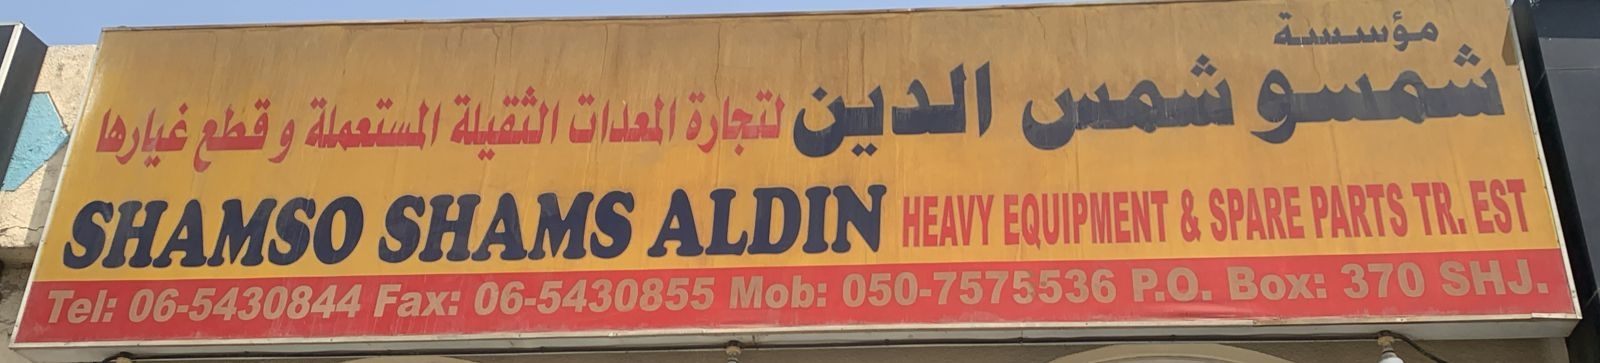 مؤسسة
شمسو شمس الدين لتجارة المعدات الثقيلة المستعملة و قطع غيارها
SHAMSO SHAMS ALDIN HEAVY EQUIPMENT & SPARE PARTS TR. EST
Tel: 06-5430844 Fax: 06-5430855 Mob: 050-7575536 P.O. Box: 370 SHJ.